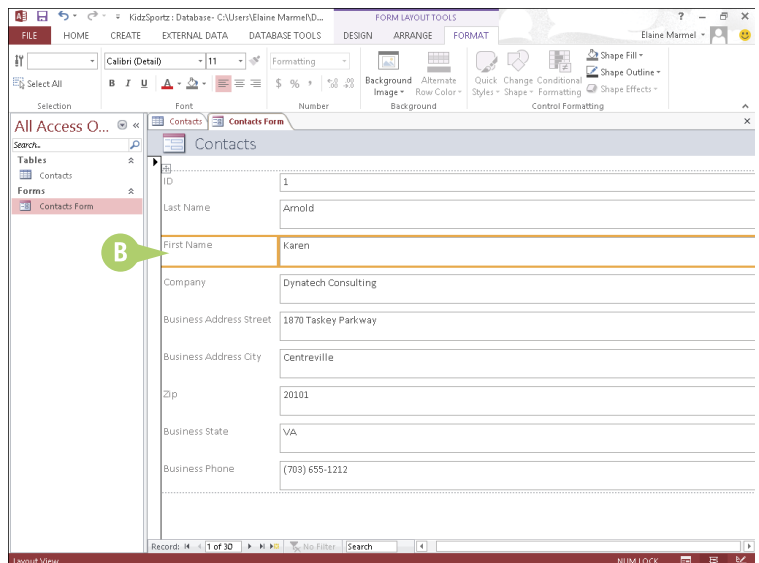 KidzSportz : Database- C:\Users\Elaine Marmel\D... FORM LAYOUT TOOLS ?
FILE HOME CREATE EXTERNAL DATA DATABASE TOOLS DESIGN ARRANGE FORMAT Elaine Marmel
Calibri (Detail) 11 Formatting Shape Fill
Select All B I U A $ % , Background Image Alternate Row Color Quick Styles Change Shape Conditional Formatting Shape Outline
Shape Effects
Selection Font Number Background Control Formatting
All Access O... « Contacts Contacts Form
Search.. Contacts
Tables
Contacts
Forms
Contacts Form
ID 1
Last Name Arnold
B First Name Karen
Company Dynatech Consulting
Business Address Street 1870 Taskey Parkway
Business Address City Centreville
Zip 20101
Business State VA
Business Phone (703) 655-1212
Record: 1 of 30 No Filter Search
Layout View NUM LOCK